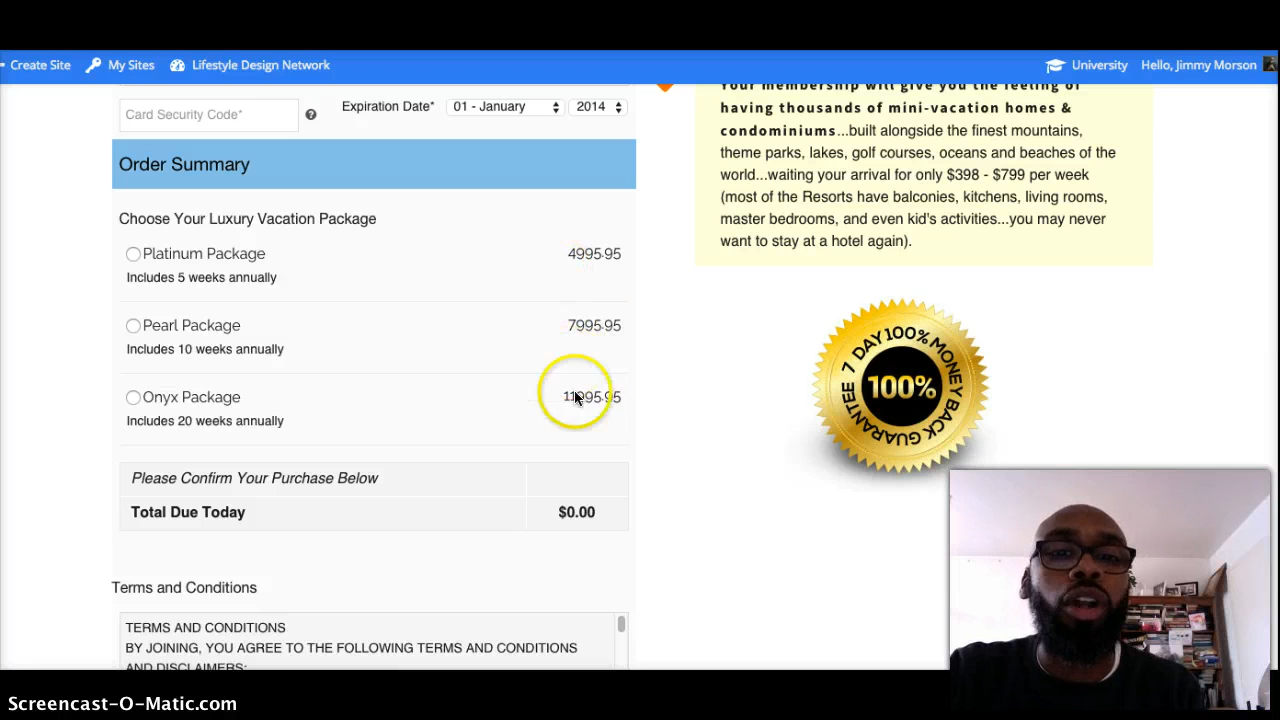 Create Site My Sites Lifestyle Design Network University Hello, Jimmy Morson
Card Security Code* Expiration Date* 01 - January 2014
Order Summary
Choose Your Luxury Vacation Package
Platinum Package 4995.95
Includes 5 weeks annually
Pearl Package 7995.95
Includes 10 weeks annually
Onyx Package
Includes 20 weeks annually
Please Confirm Your Purchase Below
Total Due Today $0.00
Terms and Conditions
TERMS AND CONDITIONS
BY JOINING, YOU AGREE TO THE FOLLOWING TERMS AND CONDITIONS
AND DISCLAIMERS:
Your membership will give you the feeling of
having thousands of mini-vacation homes &
condominiums...built alongside the finest mountains,
theme parks, lakes, golf courses, oceans and beaches of the
world...waiting your arrival for only $398 - $799 per week
(most of the Resorts have balconies, kitchens, living rooms,
master bedrooms, and even kid's activities...you may never
want to stay at a hotel again).
7 DAY 100% MONEY BACK GUARANTEE
100%
Screencast-O-Matic.com